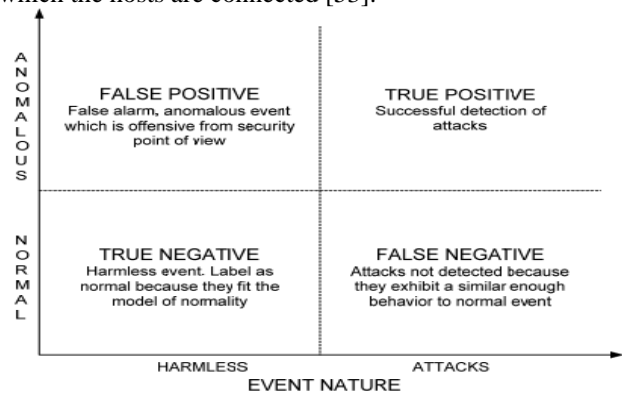 which the hosts are connected [33].
ANOMALOUS
FALSE POSITIVE
False alarm, anomalous event
which is offensive from security
point of view
TRUE POSITIVE
Successful detection of
attacks
NORMAL
TRUE NEGATIVE
Harmless event. Label as
normal because they fit the
model of normality
FALSE NEGATIVE
Attacks not detected because
they exhibit a similar enough
behavior to normal event
HARMLESS
ATTACKS
EVENT NATURE